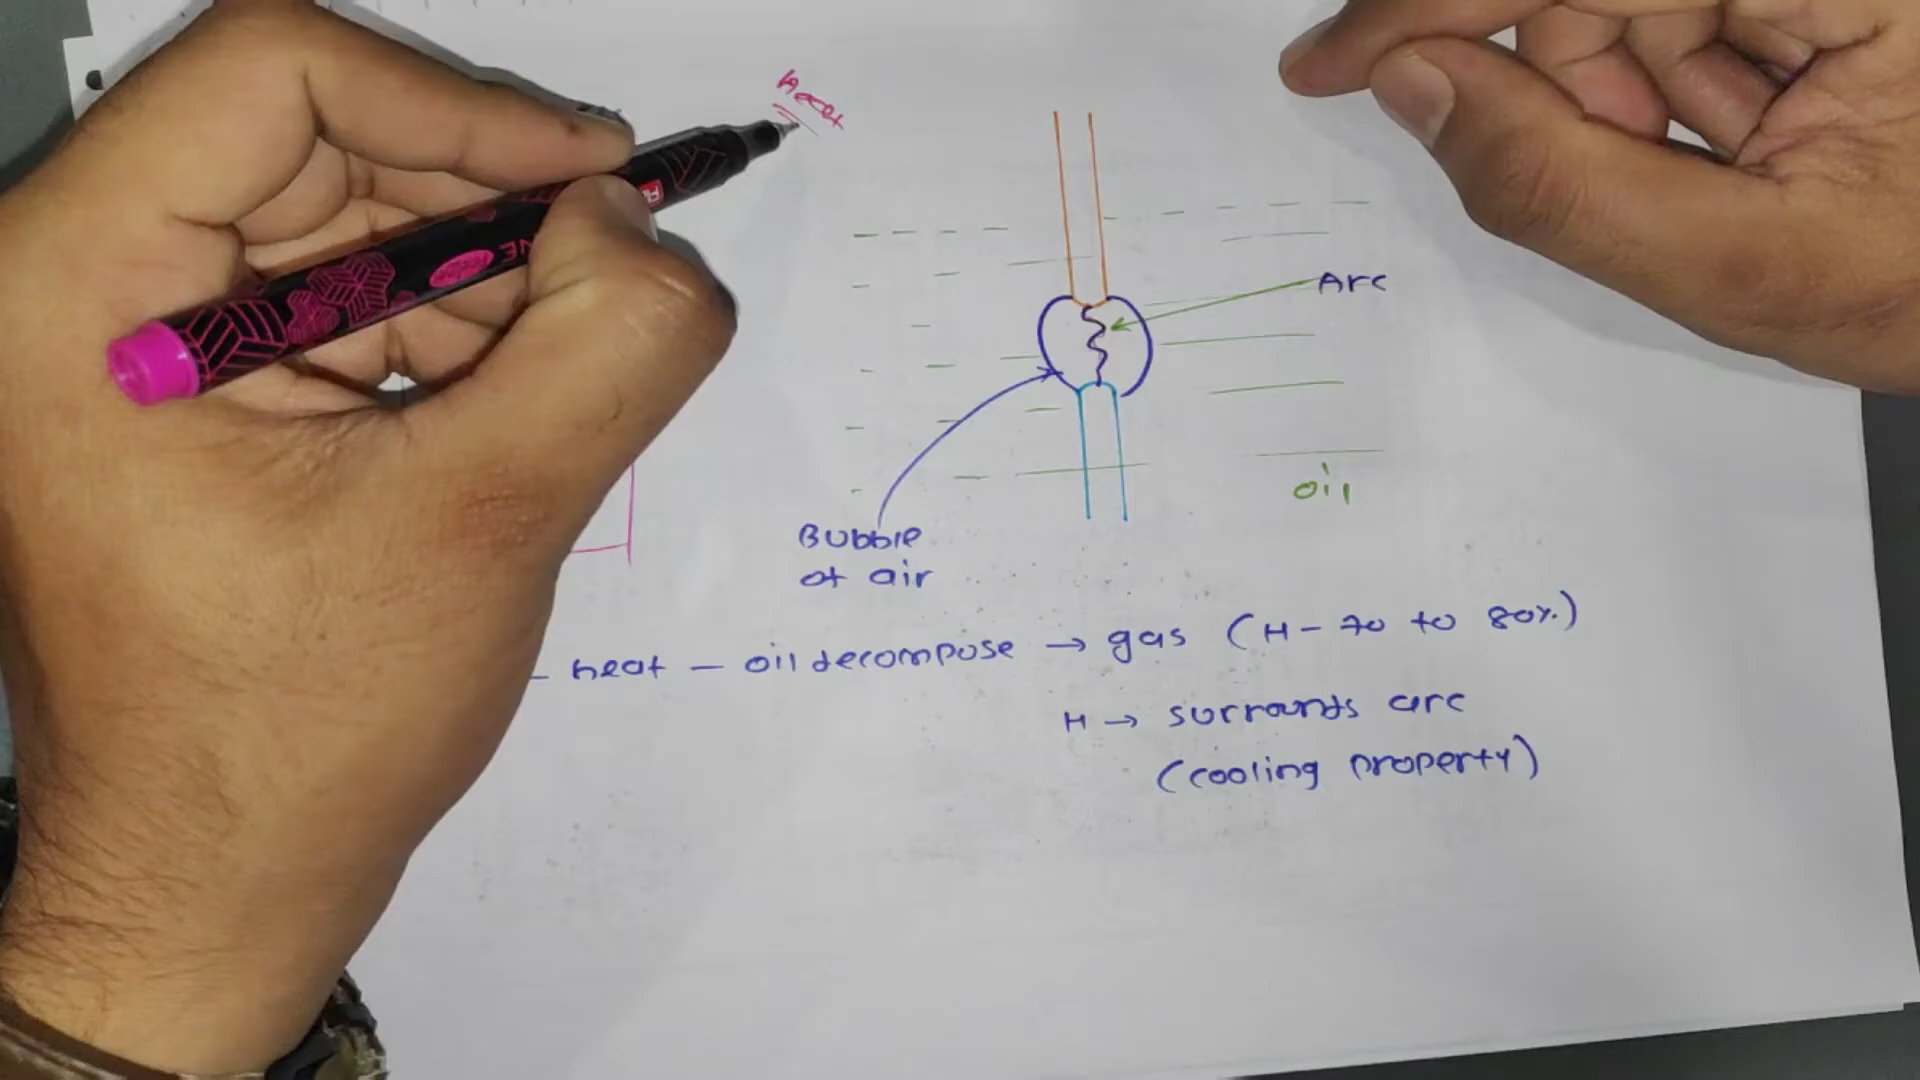 Heat
Arc
oil
Bubble
of air
- heat - oil decompose → gas (H - 70 to 80%)
H → surrounds arc
(cooling property)